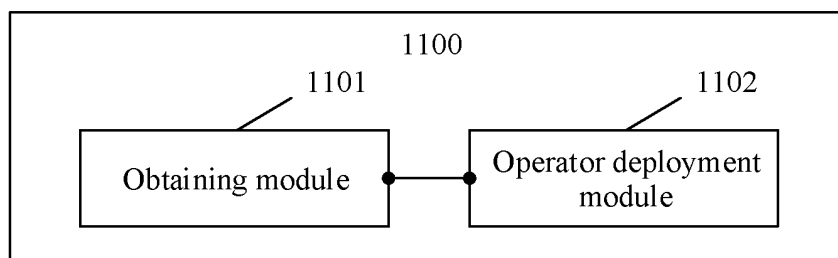 1100
1101
1102
Obtaining module
Operator deployment
module